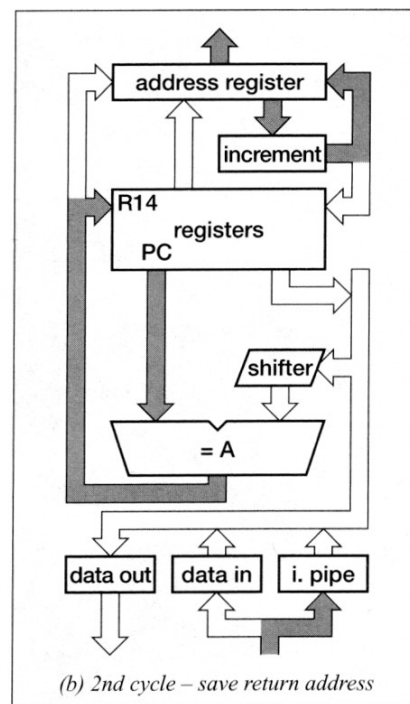 address register
increment
R14
registers
PC
shifter
= A
data out
data in
i. pipe
(b) 2nd cycle – save return address